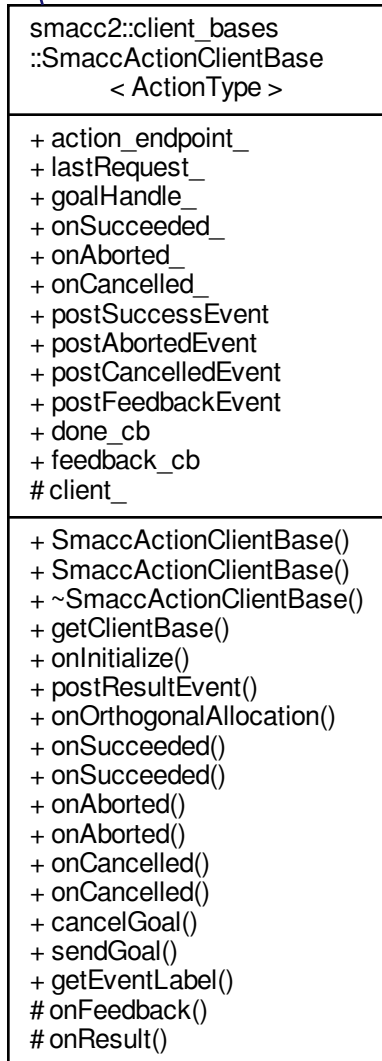 smacc2::client_bases
::SmaccActionClientBase
< ActionType >
+ action_endpoint_
+ lastRequest_
+ goalHandle_
+ onSucceeded_
+ onAborted_
+ onCancelled_
+ postSuccessEvent
+ postAbortedEvent
+ postCancelledEvent
+ postFeedbackEvent
+ done_cb
+ feedback_cb
# client_
+ SmaccActionClientBase()
+ SmaccActionClientBase()
+ ~SmaccActionClientBase()
+ getClientBase()
+ onInitialize()
+ postResultEvent()
+ onOrthogonalAllocation()
+ onSucceeded()
+ onSucceeded()
+ onAborted()
+ onAborted()
+ onCancelled()
+ onCancelled()
+ cancelGoal()
+ sendGoal()
+ getEventLabel()
# onFeedback()
# onResult()